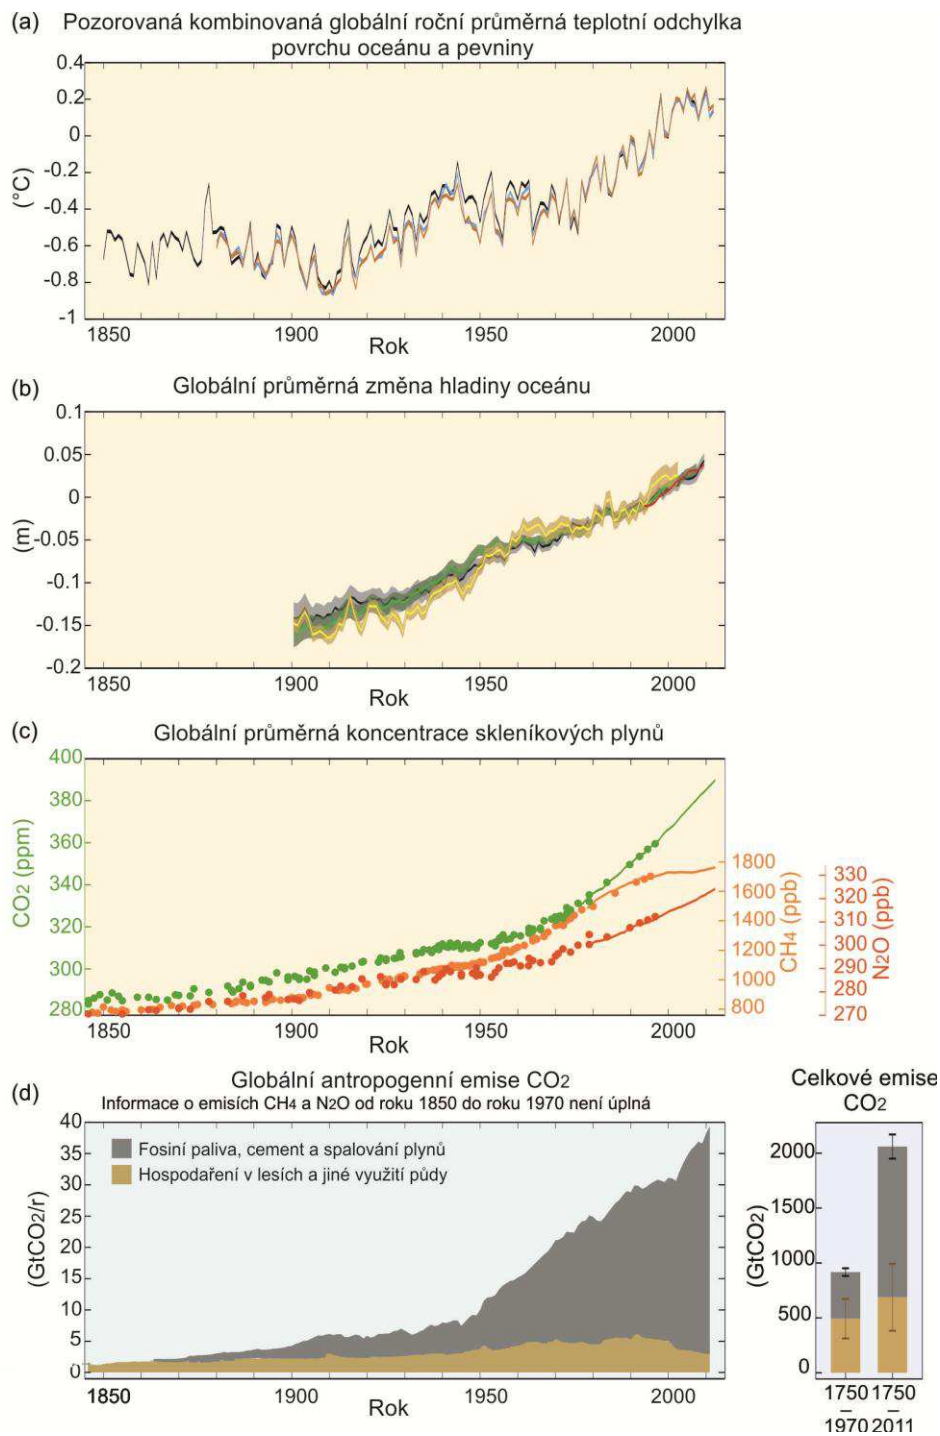 (a) Pozorovaná kombinovaná globální roční průměrná teplotní odchylka
povrchu oceánu a pevniny
0.4
0.2
0
-0.2
-0.4
-0.6
-0.8
-1
(°C)
1850 1900 1950 2000
Rok
(b) Globální průměrná změna hladiny oceánu
0.1
0.05
0
-0.05
-0.1
-0.15
-0.2
(m)
1850 1900 1950 2000
Rok
(c) Globální průměrná koncentrace skleníkových plynů
400
380
360
340
320
300
280
CO2 (ppm)
1800
1600
1400
1200
1000
800
CH4 (ppb)
330
320
310
300
290
280
270
N2O (ppb)
1850 1900 1950 2000
Rok
(d) Globální antropogenní emise CO2
Informace o emisích CH4 a N2O od roku 1850 do roku 1970 není úplná
40
35
30
25
20
15
10
5
0
(GtCO2/r)
Fosiní paliva, cement a spalování plynů
Hospodaření v lesích a jiné využití půdy
1850 1900 1950 2000
Rok
Celkové emise
CO2
2000
1500
1000
500
0
(GtCO2)
1750 1750
– –
1970 2011